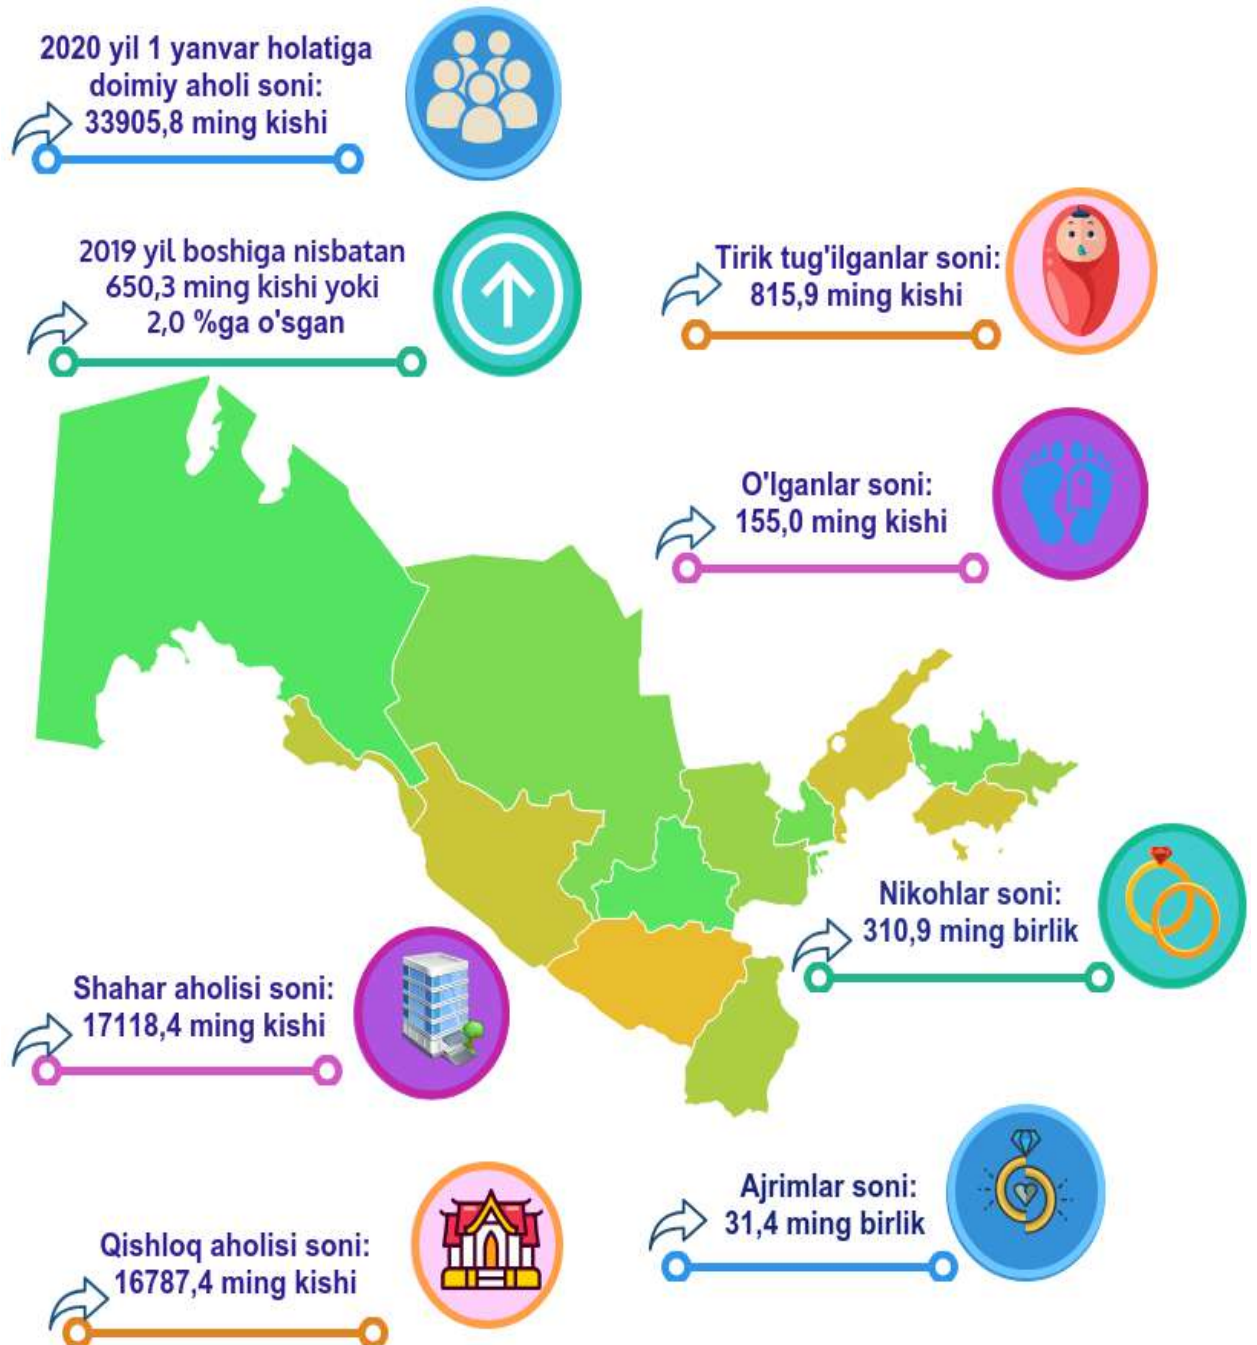 2020 yil 1 yanvar holatiga
doimiy aholi soni:
33905,8 ming kishi
2019 yil boshiga nisbatan
650,3 ming kishi yoki
2,0 %ga o'sgan
Tirik tug'ilganlar soni:
815,9 ming kishi
O'lganlar soni:
155,0 ming kishi
Nikohlar soni:
310,9 ming birlik
Shahar aholisi soni:
17118,4 ming kishi
Ajrimlar soni:
31,4 ming birlik
Qishloq aholisi soni:
16787,4 ming kishi